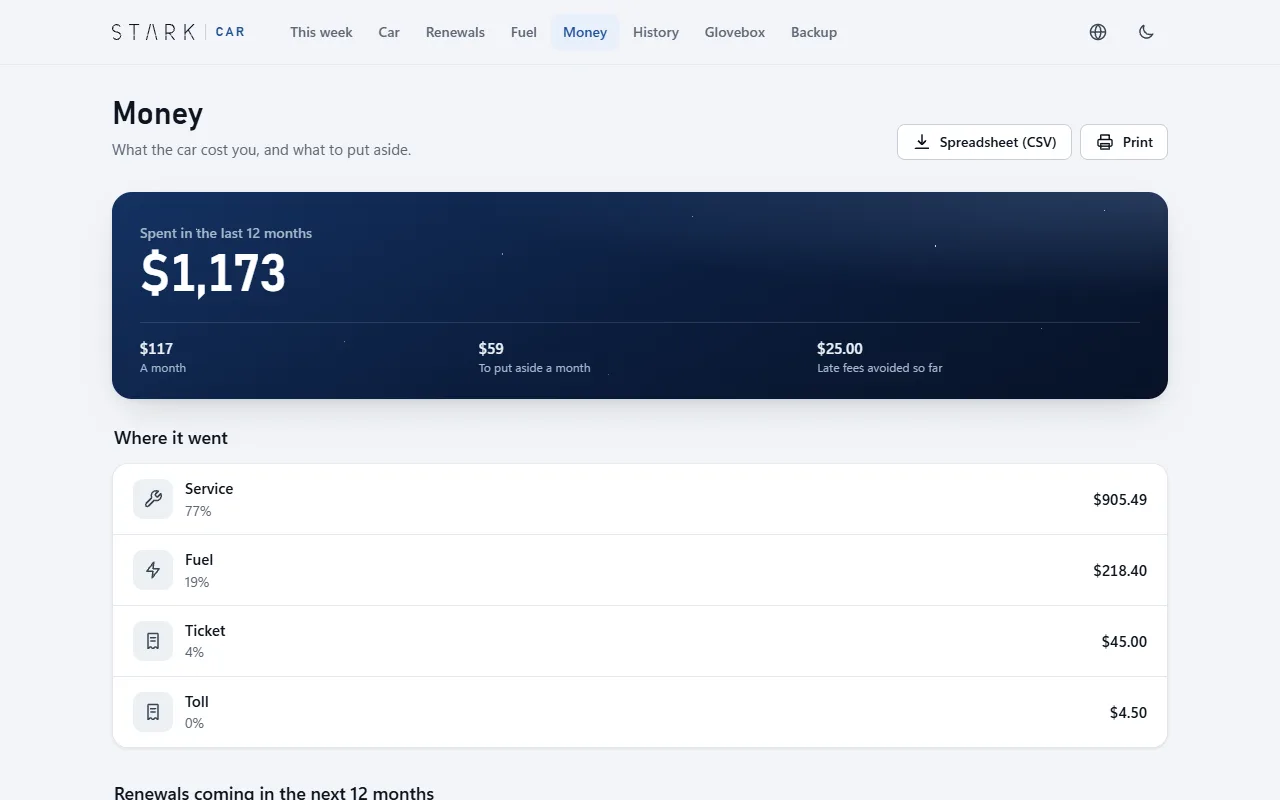 STARK CAR
This week
Car
Renewals
Fuel
Money
History
Glovebox
Backup
Money
What the car cost you, and what to put aside.
Spreadsheet (CSV)
Print
Spent in the last 12 months
$1,173
$117
A month
$59
To put aside a month
$25.00
Late fees avoided so far
Where it went
Service
77%
$905.49
Fuel
19%
$218.40
Ticket
4%
$45.00
Toll
0%
$4.50
Renewals coming in the next 12 months